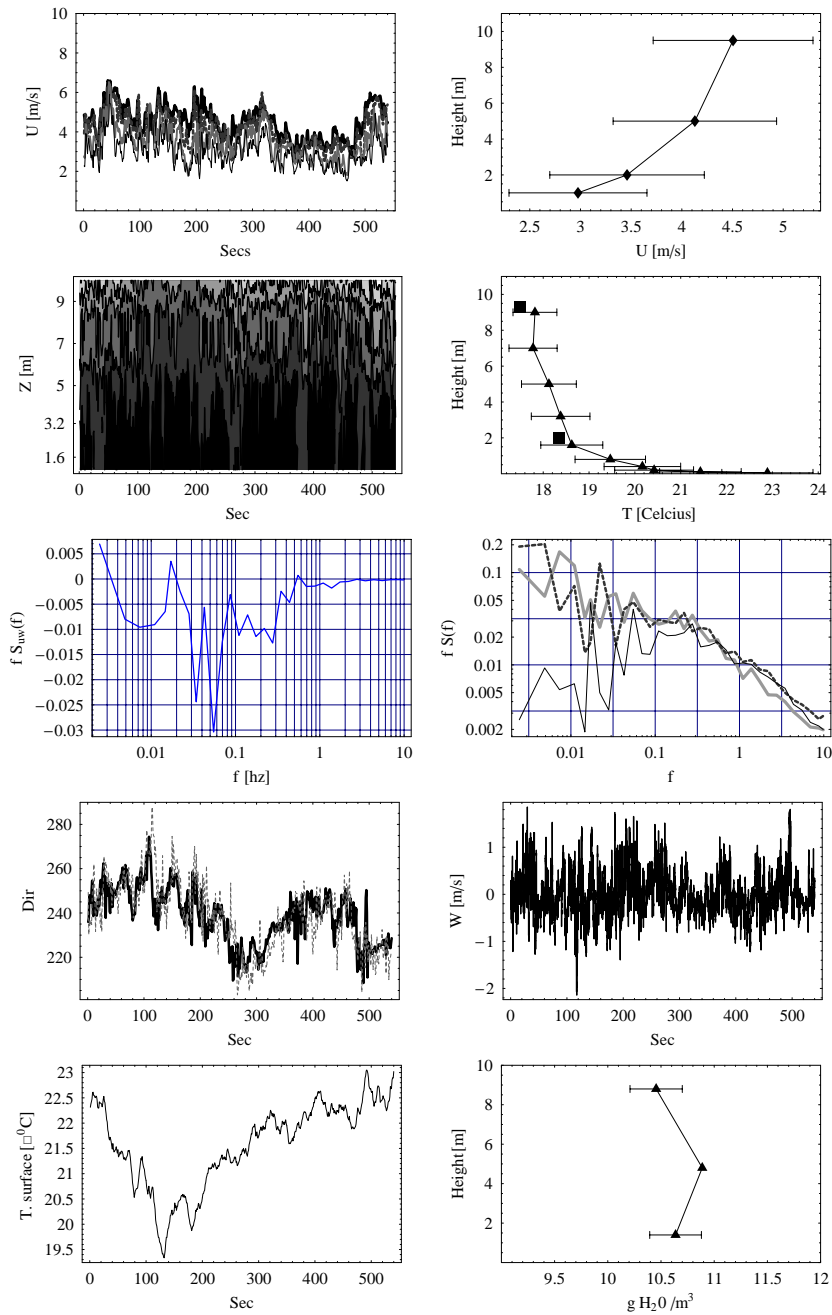 10
8
6
4
2
U [m/s]
0 100 200 300 400 500
Secs
10
8
6
4
2
Height [m]
2.5 3 3.5 4 4.5 5
U [m/s]
9
7
5
3.2
1.6
Z [m]
0 100 200 300 400 500
Sec
10
8
6
4
2
Height [m]
18 19 20 21 22 23 24
T [Celcius]
0.005
0
−0.005
−0.01
−0.015
−0.02
−0.025
−0.03
f Suw(f)
0.01 0.1 1 10
f [hz]
0.2
0.1
0.05
0.02
0.01
0.005
0.002
f S(f)
0.01 0.1 1 10
f
280
260
240
220
Dir
0 100 200 300 400 500
Sec
1
0
−1
−2
W [m/s]
0 100 200 300 400 500
Sec
23
22.5
22
21.5
21
20.5
20
19.5
T. surface [□⁰C]
0 100 200 300 400 500
Sec
10
8
6
4
2
Height [m]
9.5 10 10.5 11 11.5 12
g H₂0 /m³